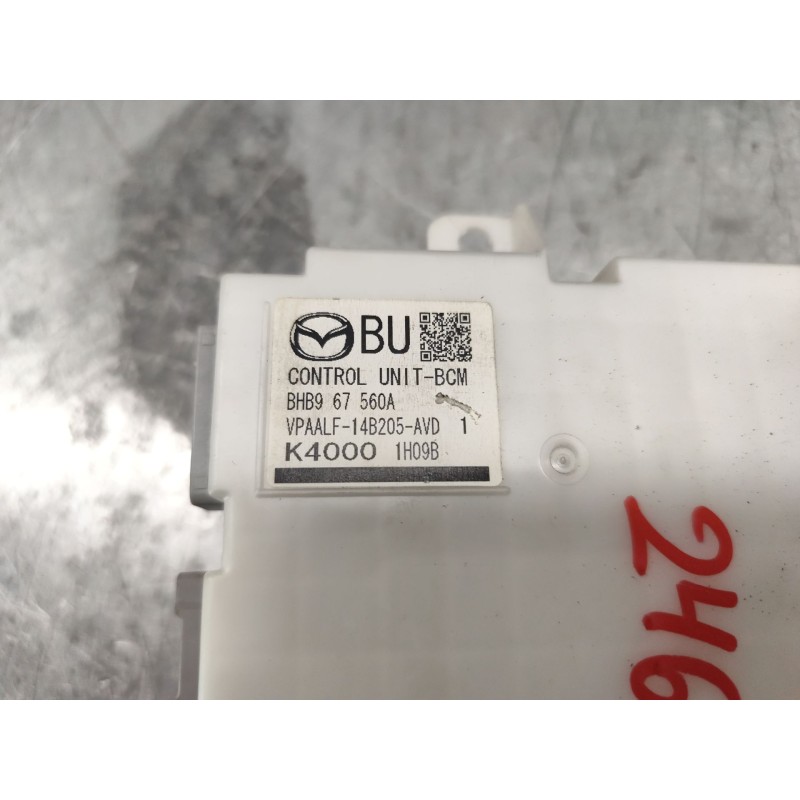 BU
CONTROL UNIT-BCM
BHB9 67 560A
VPAALF-14B205-AVD 1
K4000 1H09B
246